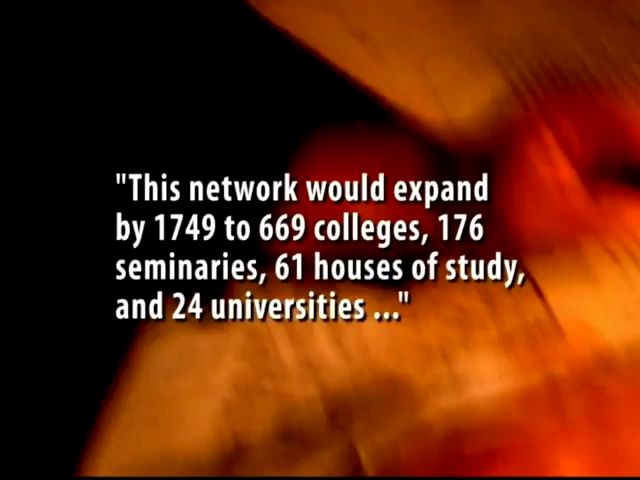 "This network would expand
by 1749 to 669 colleges, 176
seminaries, 61 houses of study,
and 24 universities ..."